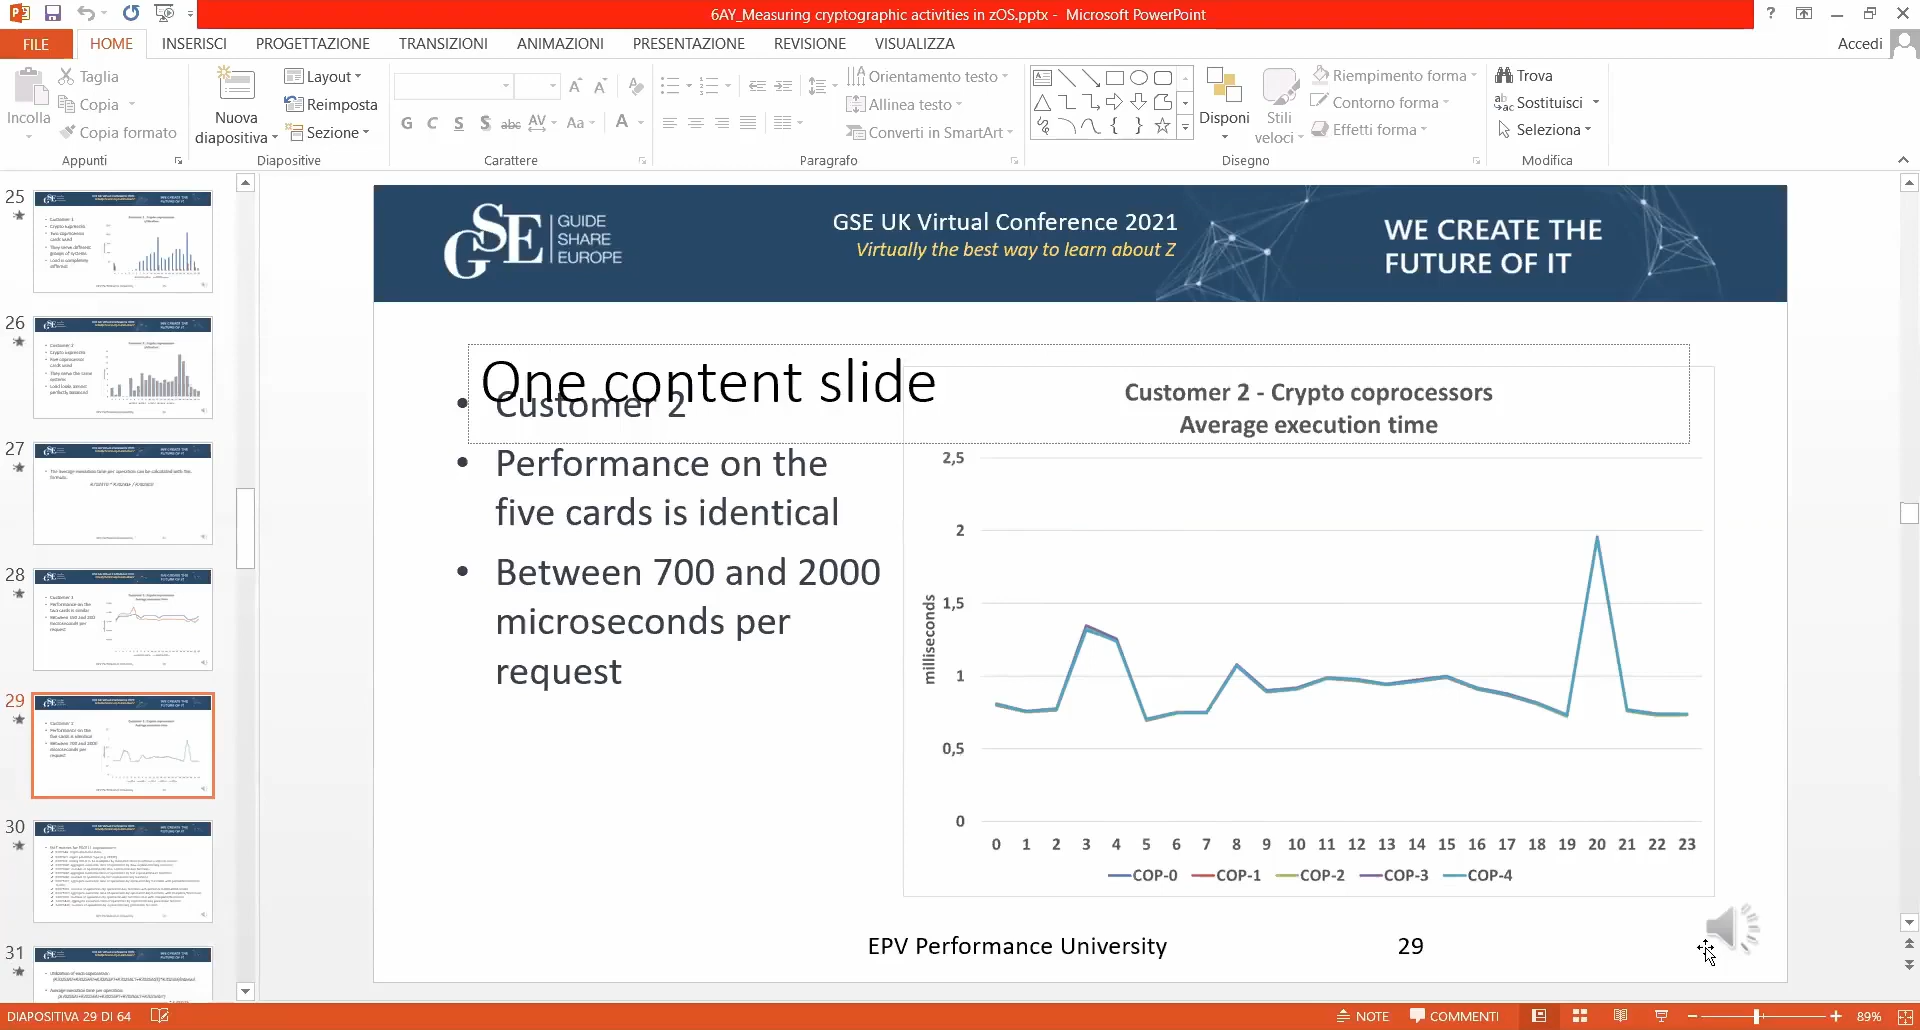 6AY_Measuring cryptographic activities in zOS.pptx - Microsoft PowerPoint
?
FILE HOME INSERISCI PROGETTAZIONE TRANSIZIONI ANIMAZIONI PRESENTAZIONE REVISIONE VISUALIZZA Accedi
Incolla
Taglia
Copia
Copia formato
Appunti
Nuova
diapositiva
Layout
Reimposta
Sezione
Diapositive
G C S S abc AV Aa A
Carattere
Orientamento testo
Allinea testo
Converti in SmartArt
Paragrafo
Disponi
Stili
veloci
Riempimento forma
Contorno forma
Effetti forma
Disegno
Trova
Sostituisci
Seleziona
Modifica
25
26
27
28
29
30
31
GSE
GUIDE
SHARE
EUROPE
GSE UK Virtual Conference 2021
Virtually the best way to learn about Z
WE CREATE THE
FUTURE OF IT
One content slide
• Customer 2
• Performance on the
five cards is identical
• Between 700 and 2000
microseconds per
request
Customer 2 - Crypto coprocessors
Average execution time
milliseconds
2,5
2
1,5
1
0,5
0
0 1 2 3 4 5 6 7 8 9 10 11 12 13 14 15 16 17 18 19 20 21 22 23
COP-0 COP-1 COP-2 COP-3 COP-4
EPV Performance University 29
DIAPOSITIVA 29 DI 64 NOTE COMMENTI 89%